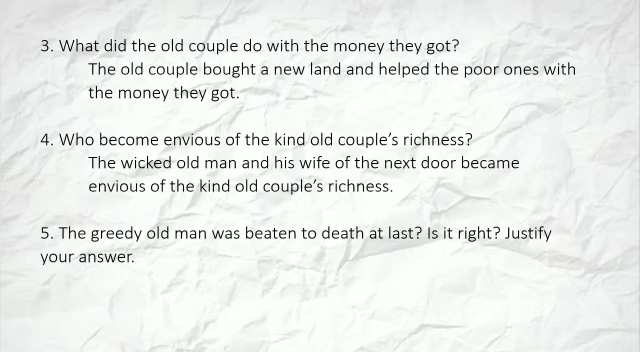 3. What did the old couple do with the money they got?
The old couple bought a new land and helped the poor ones with
the money they got.
4. Who become envious of the kind old couple's richness?
The wicked old man and his wife of the next door became
envious of the kind old couple's richness.
5. The greedy old man was beaten to death at last? Is it right? Justify
your answer.